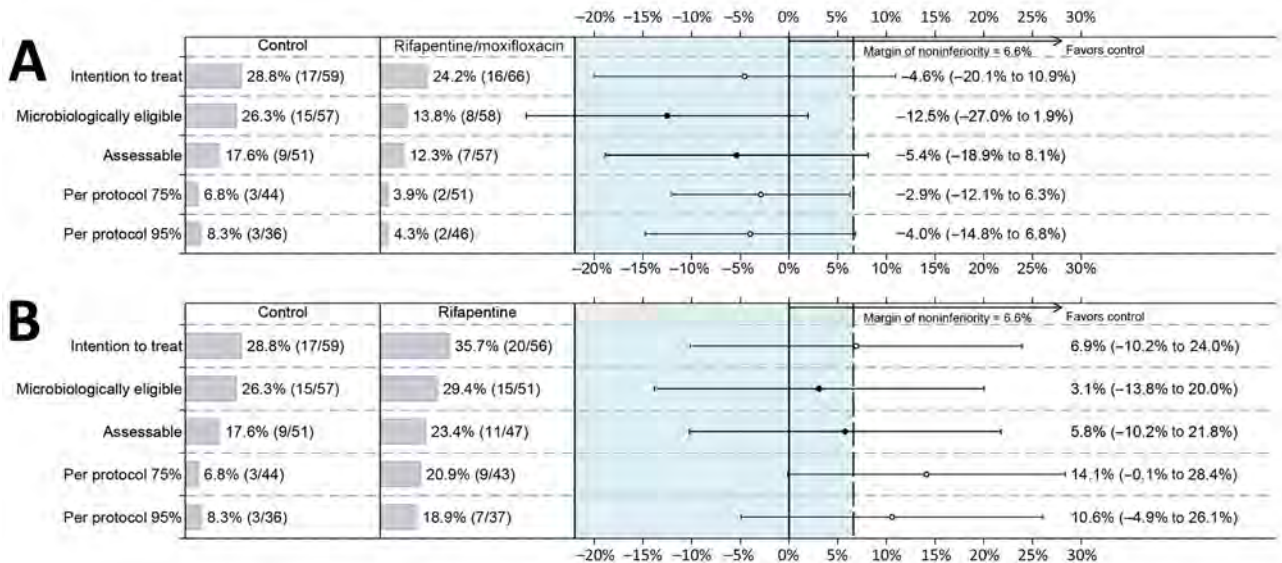 −20% −15% −10% −5% 0% 5% 10% 15% 20% 25% 30%
A
Control Rifapentine/moxifloxacin Margin of noninferiority = 6.6% Favors control
Intention to treat 28.8% (17/59) 24.2% (16/66) −4.6% (−20.1% to 10.9%)
Microbiologically eligible 26.3% (15/57) 13.8% (8/58) −12.5% (−27.0% to 1.9%)
Assessable 17.6% (9/51) 12.3% (7/57) −5.4% (−18.9% to 8.1%)
Per protocol 75% 6.8% (3/44) 3.9% (2/51) −2.9% (−12.1% to 6.3%)
Per protocol 95% 8.3% (3/36) 4.3% (2/46) −4.0% (−14.8% to 6.8%)
−20% −15% −10% −5% 0% 5% 10% 15% 20% 25% 30%
B
Control Rifapentine Margin of noninferiority = 6.6% Favors control
Intention to treat 28.8% (17/59) 35.7% (20/56) 6.9% (−10.2% to 24.0%)
Microbiologically eligible 26.3% (15/57) 29.4% (15/51) 3.1% (−13.8% to 20.0%)
Assessable 17.6% (9/51) 23.4% (11/47) 5.8% (−10.2% to 21.8%)
Per protocol 75% 6.8% (3/44) 20.9% (9/43) 14.1% (−0.1% to 28.4%)
Per protocol 95% 8.3% (3/36) 18.9% (7/37) 10.6% (−4.9% to 26.1%)
−20% −15% −10% −5% 0% 5% 10% 15% 20% 25% 30%